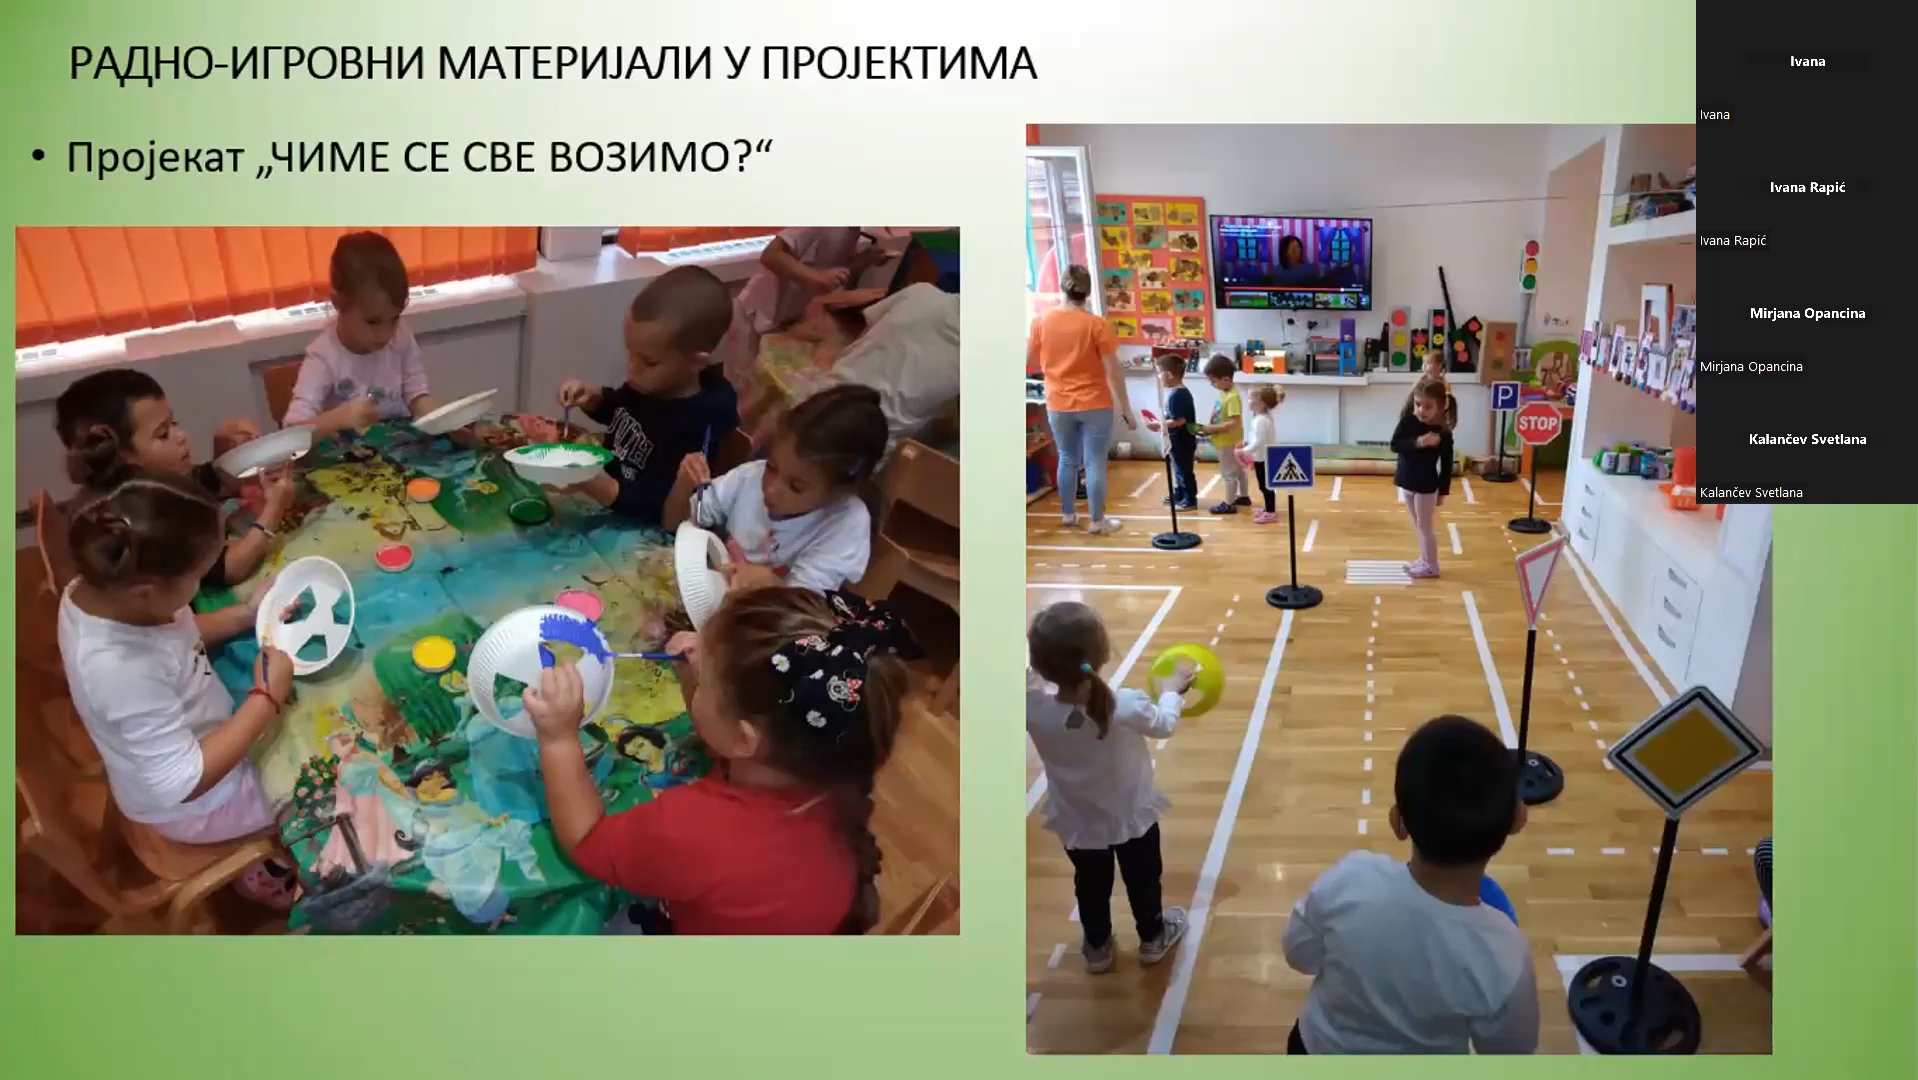 РАДНО-ИГРОВНИ МАТЕРИЈАЛИ У ПРОЈЕКТИМА
• Пројекат „ЧИМЕ СЕ СВЕ ВОЗИМО?“
P
STOP
Ivana
Ivana
Ivana Rapić
Ivana Rapić
Mirjana Opancina
Mirjana Opancina
Kalančev Svetlana
Kalančev Svetlana